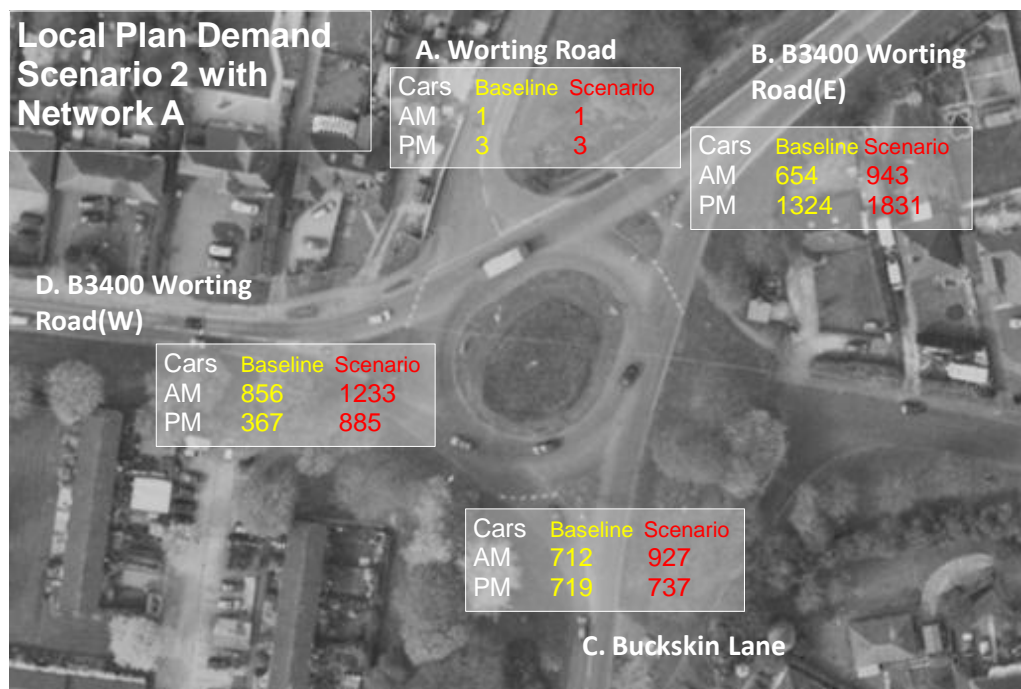 Local Plan Demand
Scenario 2 with
Network A
A. Worting Road
Cars Baseline Scenario
AM 1 1
PM 3 3
B. B3400 Worting
Road(E)
Cars Baseline Scenario
AM 654 943
PM 1324 1831
D. B3400 Worting
Road(W)
Cars Baseline Scenario
AM 856 1233
PM 367 885
Cars Baseline Scenario
AM 712 927
PM 719 737
C. Buckskin Lane